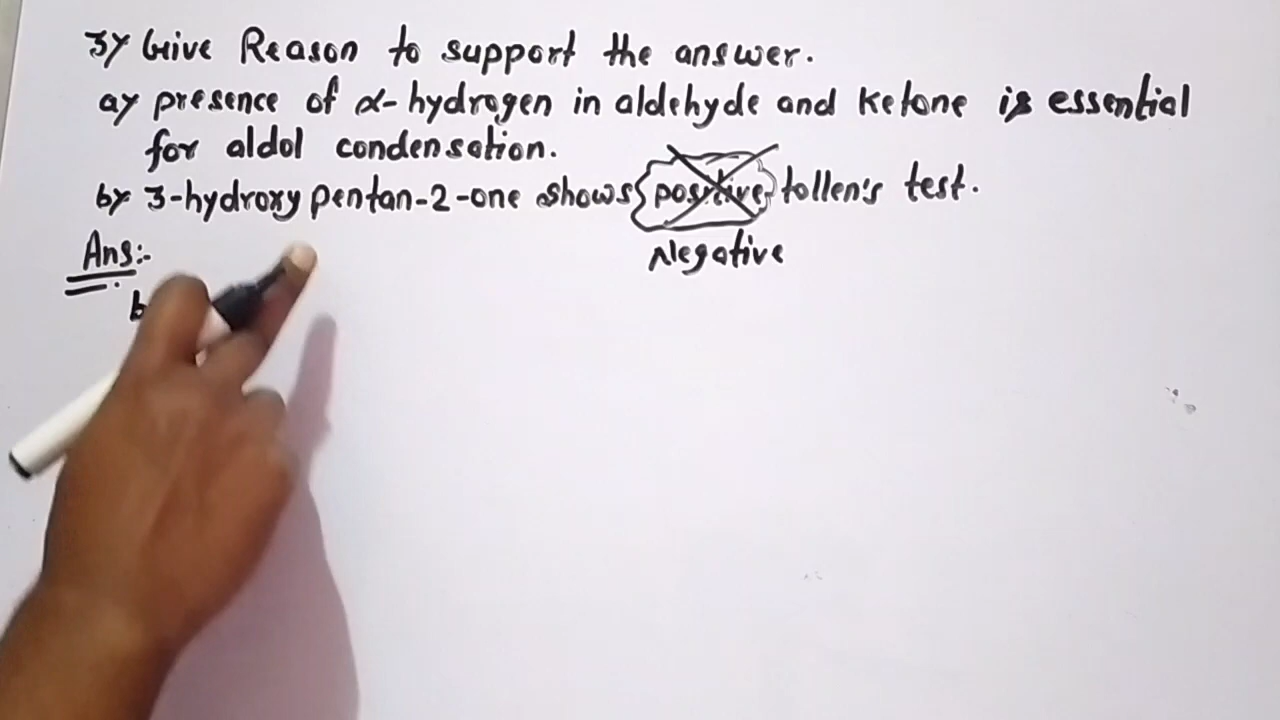 3) Give Reason to support the answer.
a) presence of α-hydrogen in aldehyde and ketone is essential
for aldol condensation.
b) 3-hydroxy pentan-2-one shows positive tollen's test.
Negative
Ans:-
b